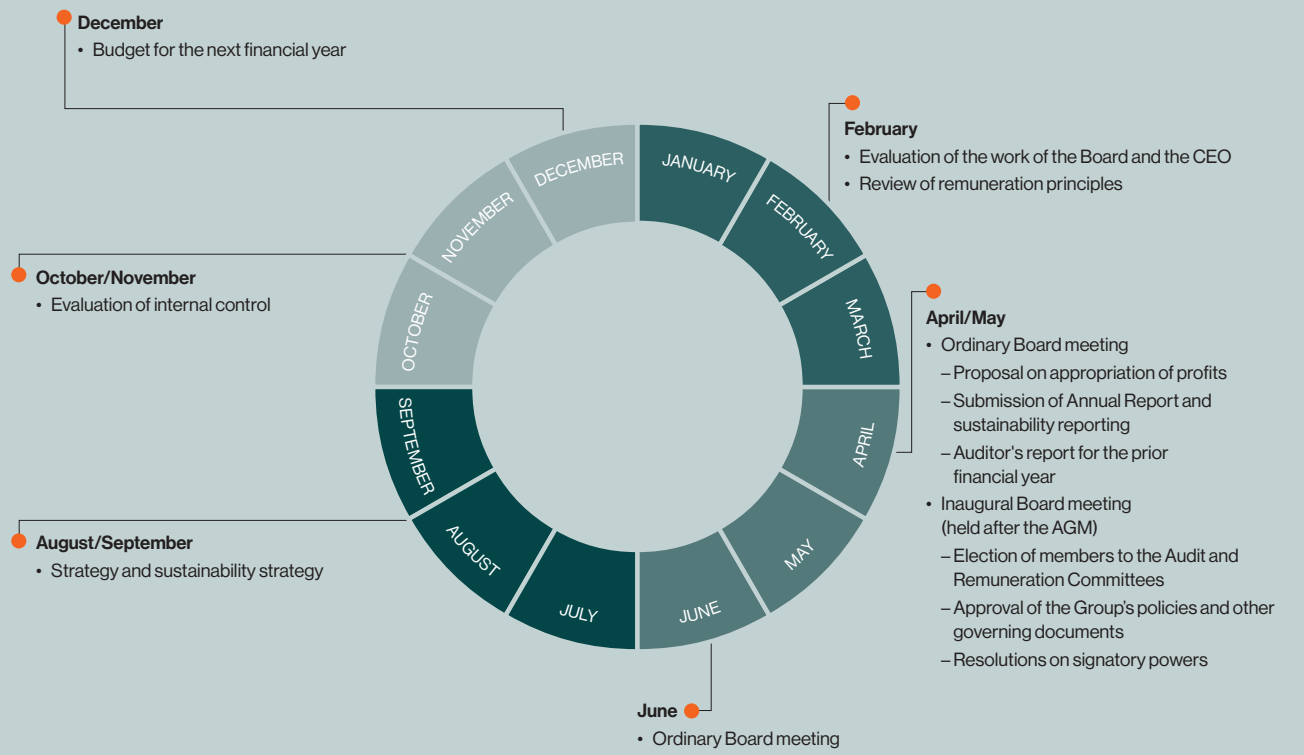 December
• Budget for the next financial year
February
• Evaluation of the work of the Board and the CEO
• Review of remuneration principles
April/May
• Ordinary Board meeting
– Proposal on appropriation of profits
– Submission of Annual Report and
sustainability reporting
– Auditor's report for the prior
financial year
• Inaugural Board meeting
(held after the AGM)
– Election of members to the Audit and
Remuneration Committees
– Approval of the Group's policies and other
governing documents
– Resolutions on signatory powers
June
• Ordinary Board meeting
August/September
• Strategy and sustainability strategy
October/November
• Evaluation of internal control
JANUARY
FEBRUARY
MARCH
APRIL
MAY
JUNE
JULY
AUGUST
SEPTEMBER
OCTOBER
NOVEMBER
DECEMBER